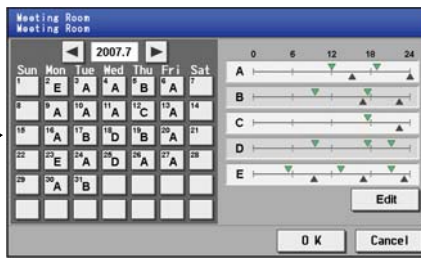 Meeting Room
Meeting Room
2007.7
Sun Mon Tue Wed Thu Fri Sat
1 2 E 3 A 4 A 5 B 6 A 7
8 9 A 10 A 11 A 12 C 13 A 14
15 16 A 17 B 18 D 19 B 20 A 21
22 23 E 24 A 25 D 26 A 27 A 28
29 30 A 31 B
0 6 12 18 24
A
B
C
D
E
Edit
OK Cancel